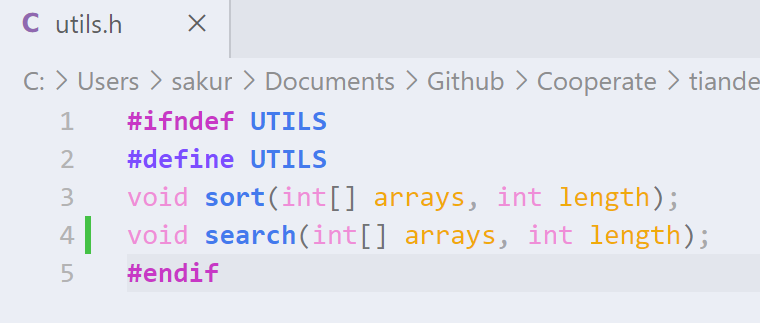 C utils.h ×
C: > Users > sakur > Documents > Github > Cooperate > tiande
1 #ifndef UTILS
2 #define UTILS
3 void sort(int[] arrays, int length);
4 void search(int[] arrays, int length);
5 #endif